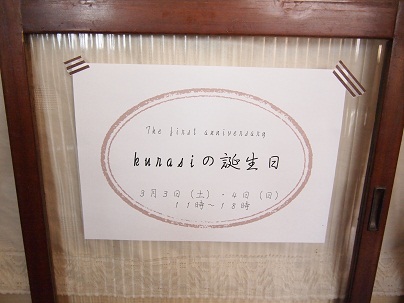 The first anniversary
kurasiの誕生日
3月3日（土）・4日（日）
11時～18時